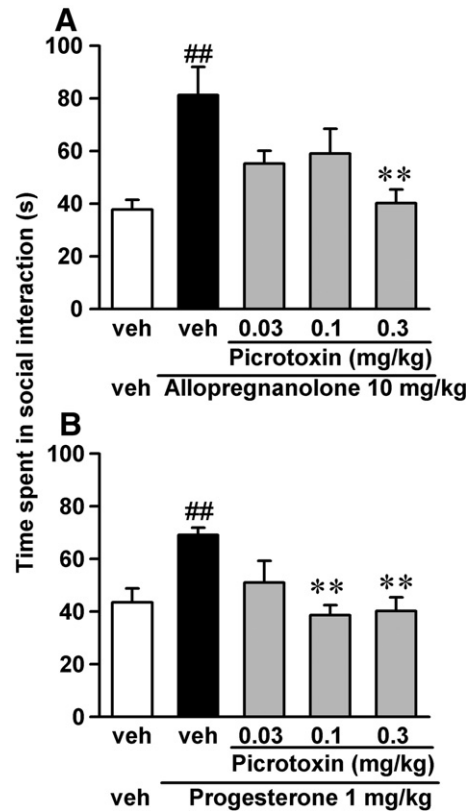 A
Time spent in social interaction (s)
100
80
60
40
20
0
##
**
veh veh 0.03 0.1 0.3
Picrotoxin (mg/kg)
veh Allopregnanolone 10 mg/kg
B
100
80
60
40
20
0
##
** **
veh veh 0.03 0.1 0.3
Picrotoxin (mg/kg)
veh Progesterone 1 mg/kg